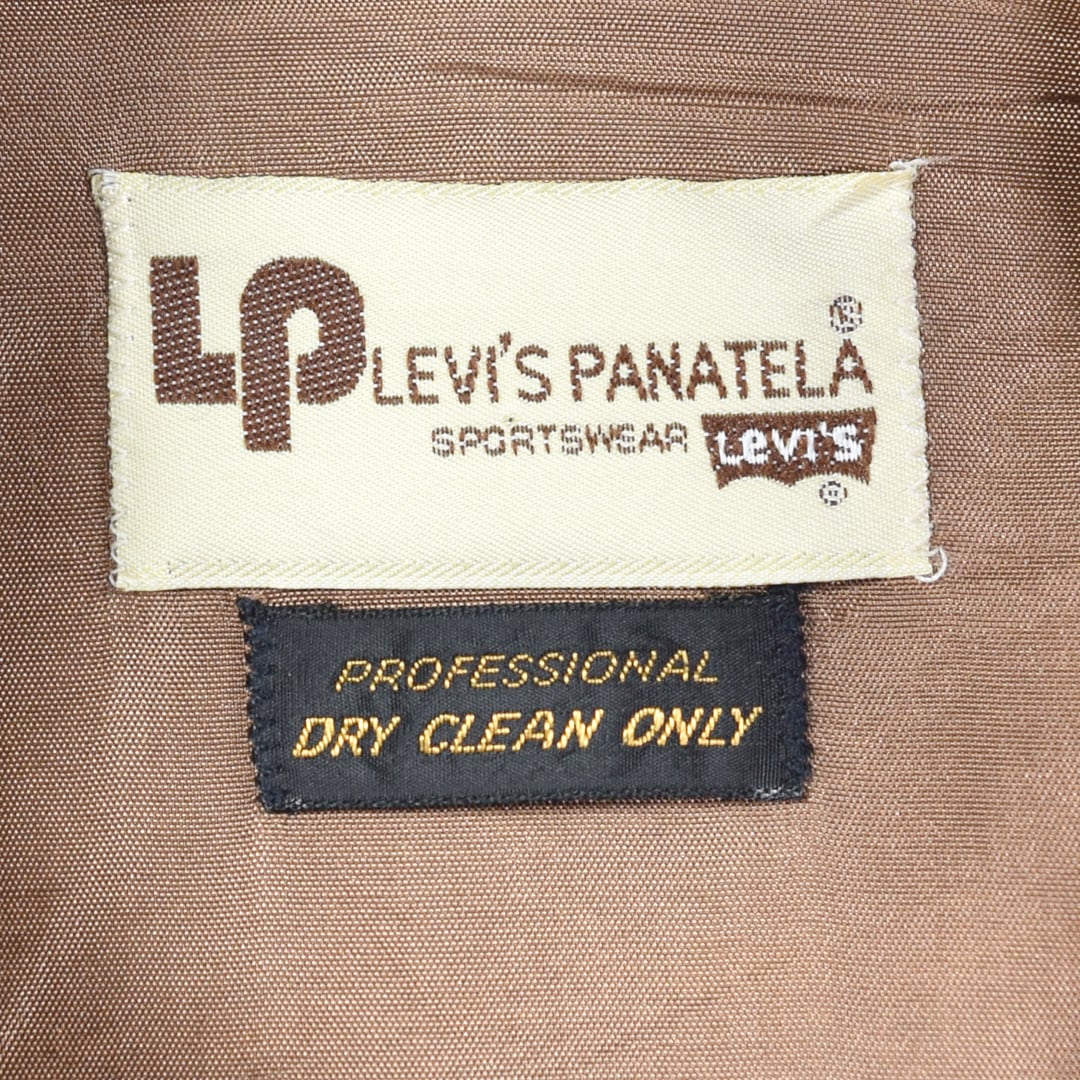 LP LEVI'S PANATELA ®
SPORTSWEAR Levi's ®
PROFESSIONAL
DRY CLEAN ONLY